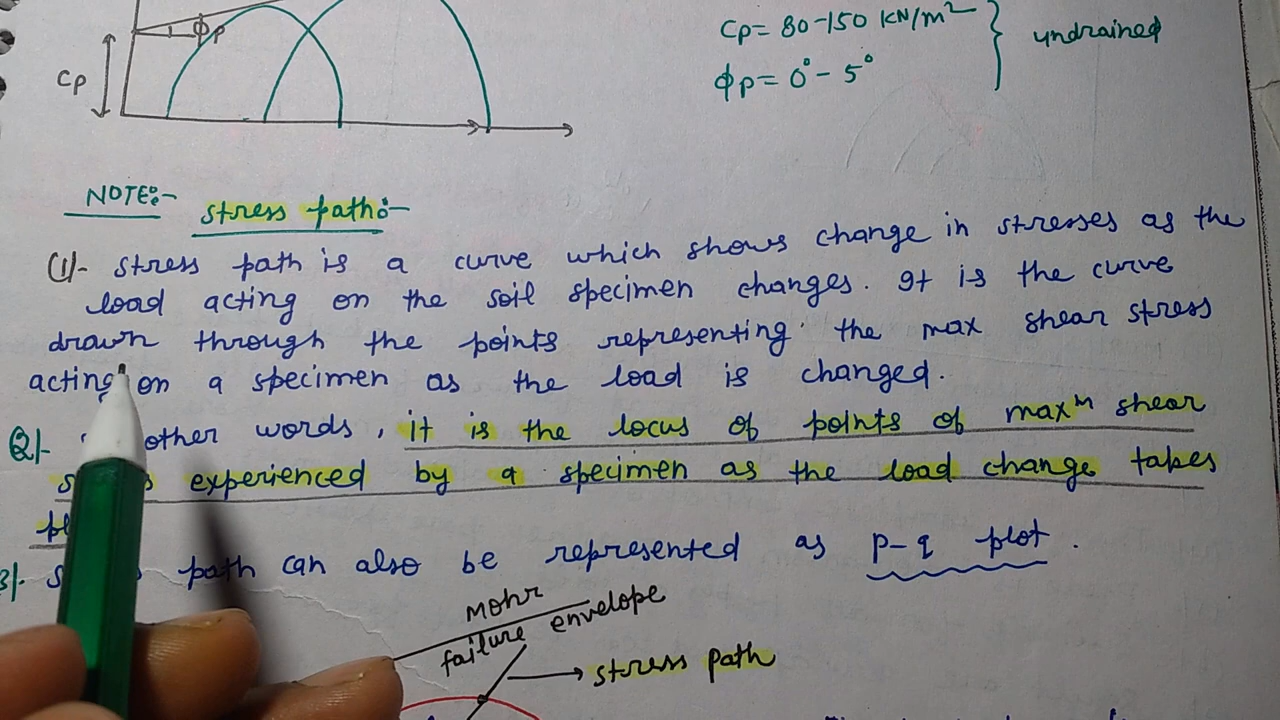 Cp= 80-150 KN/m²
Φp= 0°- 5°
undrained
Φp
Cp
NOTE:-
stress path:-
(1)- stress path is a curve which shows change in stresses as the
load acting on the soil specimen changes. It is the curve
drawn through the points representing the max shear stress
acting on a specimen as the load is changed.
other words, it is the locus of points of maxᵐ shear
experienced by a specimen as the load change takes
path can also be represented as p-q plot.
Mohr
failure envelope
stress path